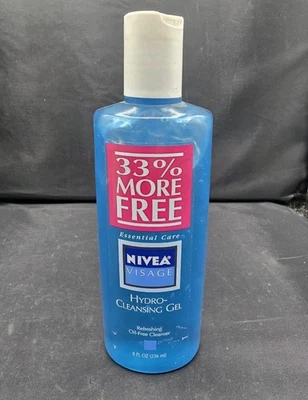 33%
MORE
FREE
Essential Care
NIVEA®
VISAGE
HYDRO-
CLEANSING GEL
Refreshing
Oil-Free Cleanser
8 FL OZ (236 ml)